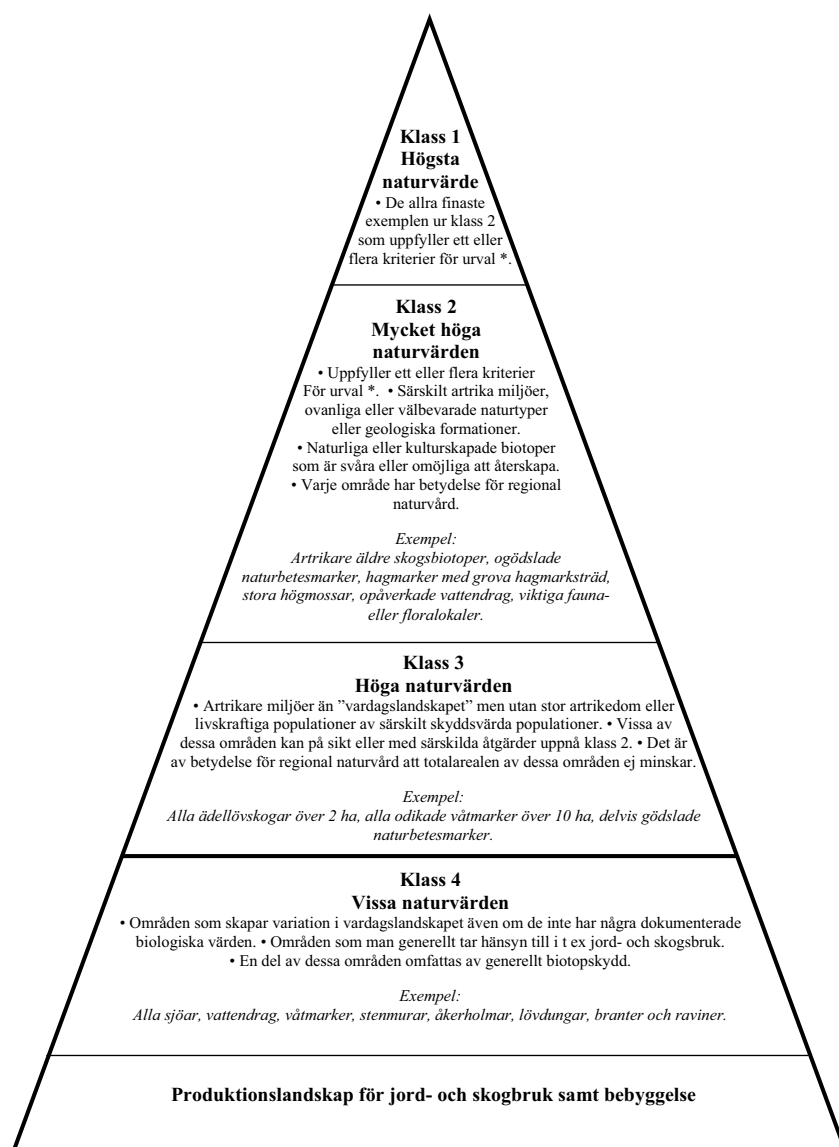 Klass 1
Högsta
naturvärde
• De allra finaste
exemplen ur klass 2
som uppfyller ett eller
flera kriterier för urval *.
Klass 2
Mycket höga
naturvärden
• Uppfyller ett eller flera kriterier
För urval *. • Särskilt artrika miljöer,
ovanliga eller välbevarade naturtyper
eller geologiska formationer.
• Naturliga eller kulturskapade biotoper
som är svåra eller omöjliga att återskapa.
• Varje område har betydelse för regional
naturvård.
Exempel:
Artrikare äldre skogsbiotoper, ogödslade
naturbetesmarker, hagmarker med grova hagmarksträd,
stora högmossar, opåverkade vattendrag, viktiga fauna-
eller floralokaler.
Klass 3
Höga naturvärden
• Artrikare miljöer än ”vardagslandskapet” men utan stor artrikedom eller
livskraftiga populationer av särskilt skyddsvärda populationer. • Vissa av
dessa områden kan på sikt eller med särskilda åtgärder uppnå klass 2. • Det är
av betydelse för regional naturvård att totalarealen av dessa områden ej minskar.
Exempel:
Alla ädellövskogar över 2 ha, alla odikade våtmarker över 10 ha, delvis gödslade
naturbetesmarker.
Klass 4
Vissa naturvärden
• Områden som skapar variation i vardagslandskapet även om de inte har några dokumenterade
biologiska värden. • Områden som man generellt tar hänsyn till i t ex jord- och skogsbruk.
• En del av dessa områden omfattas av generellt biotopskydd.
Exempel:
Alla sjöar, vattendrag, våtmarker, stenmurar, åkerholmar, lövdungar, branter och raviner.
Produktionslandskap för jord- och skogbruk samt bebyggelse